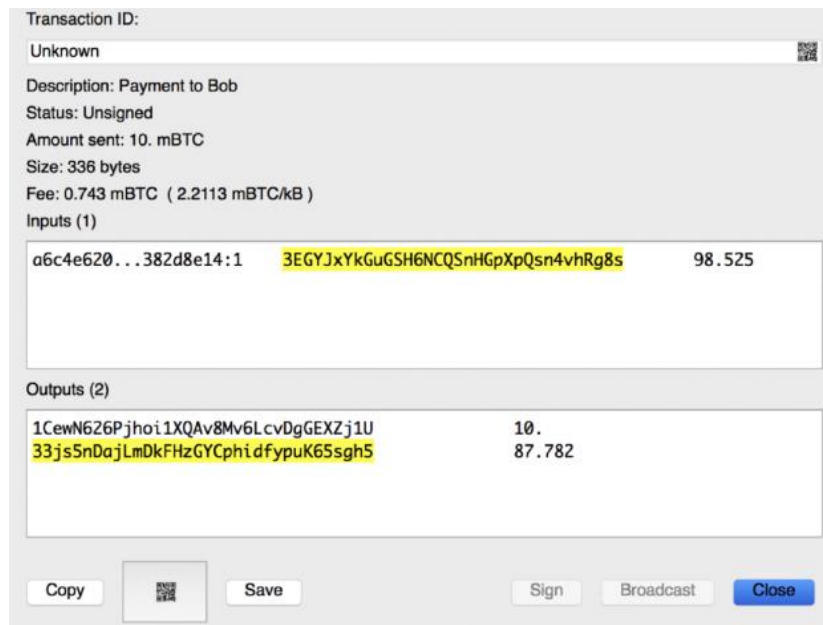 Transaction ID:
Unknown
Description: Payment to Bob
Status: Unsigned
Amount sent: 10. mBTC
Size: 336 bytes
Fee: 0.743 mBTC ( 2.2113 mBTC/kB )
Inputs (1)
a6c4e620...382d8e14:1 3EGYJxYkGuGSH6NCQSnHGpXpQsn4vhRg8s 98.525
Outputs (2)
1CewN626Pjhoi1XQAv8Mv6LcvDgGEXZj1U 10.
33js5nDajLmDkFHzGYCphidfypuK65sgh5 87.782
Copy Save Sign Broadcast Close